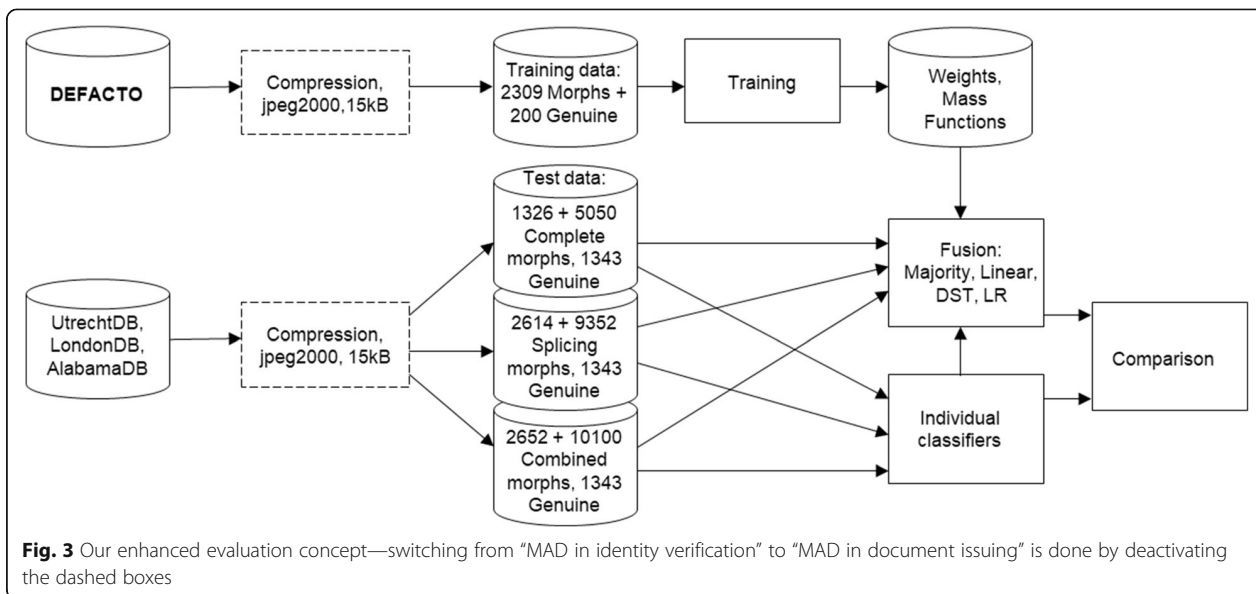 DEFACTO
Compression,
jpeg2000,15kB
Training data:
2309 Morphs +
200 Genuine
Training
Weights,
Mass
Functions
UtrechtDB,
LondonDB,
AlabamaDB
Compression,
jpeg2000, 15kB
Test data:
1326 + 5050
Complete
morphs, 1343
Genuine
2614 + 9352
Splicing
morphs, 1343
Genuine
2652 + 10100
Combined
morphs, 1343
Genuine
Fusion:
Majority, Linear,
DST, LR
Individual
classifiers
Comparison
Fig. 3 Our enhanced evaluation concept—switching from “MAD in identity verification” to “MAD in document issuing” is done by deactivating
the dashed boxes